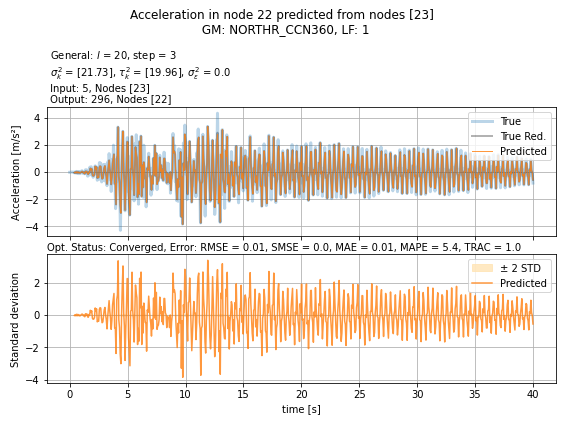 Acceleration in node 22 predicted from nodes [23]
GM: NORTHR_CCN360, LF: 1
General: l = 20, step = 3
σ²ₖ = [21.73], τ²ₖ = [19.96], σ²ε = 0.0
Input: 5, Nodes [23]
Output: 296, Nodes [22]
Acceleration [m/s²]
4
2
0
−2
−4
True
True Red.
Predicted
Opt. Status: Converged, Error: RMSE = 0.01, SMSE = 0.0, MAE = 0.01, MAPE = 5.4, TRAC = 1.0
Standard deviation
2
0
−2
−4
± 2 STD
Predicted
0 5 10 15 20 25 30 35 40
time [s]